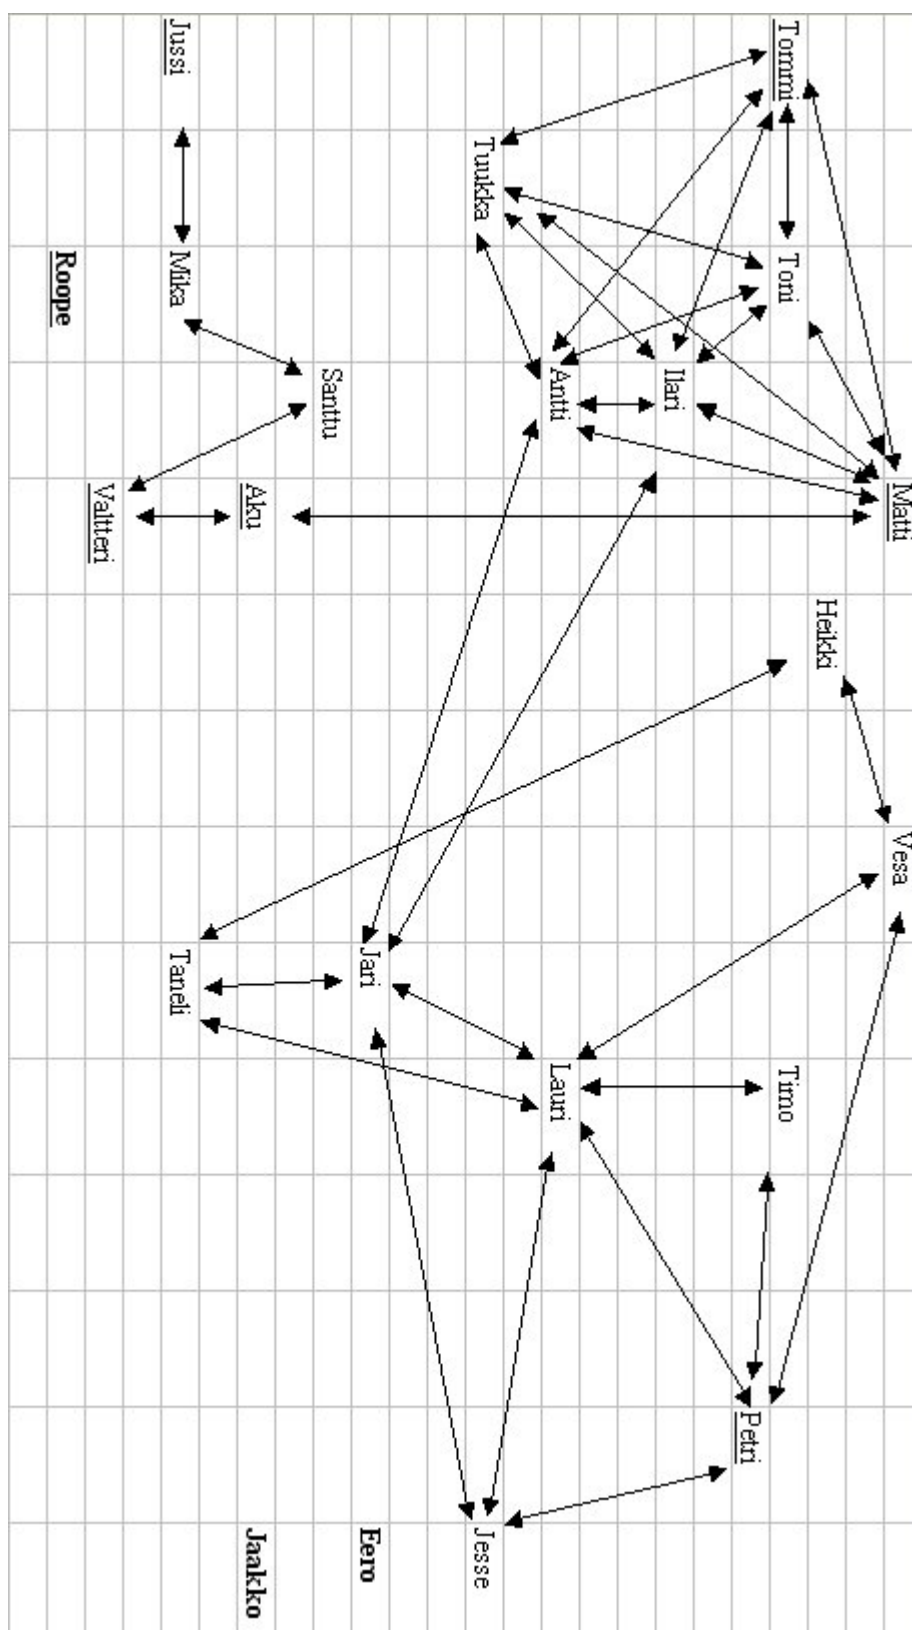 Matti
Vesa
Heikki
Tommi
Toni
Timo
Petri
Ilari
Antti
Lauri
Tuukka
Jesse
Jari
Eero
Santtu
Aku
Jaakko
Jussi
Mika
Taneli
Valtteri
Roope